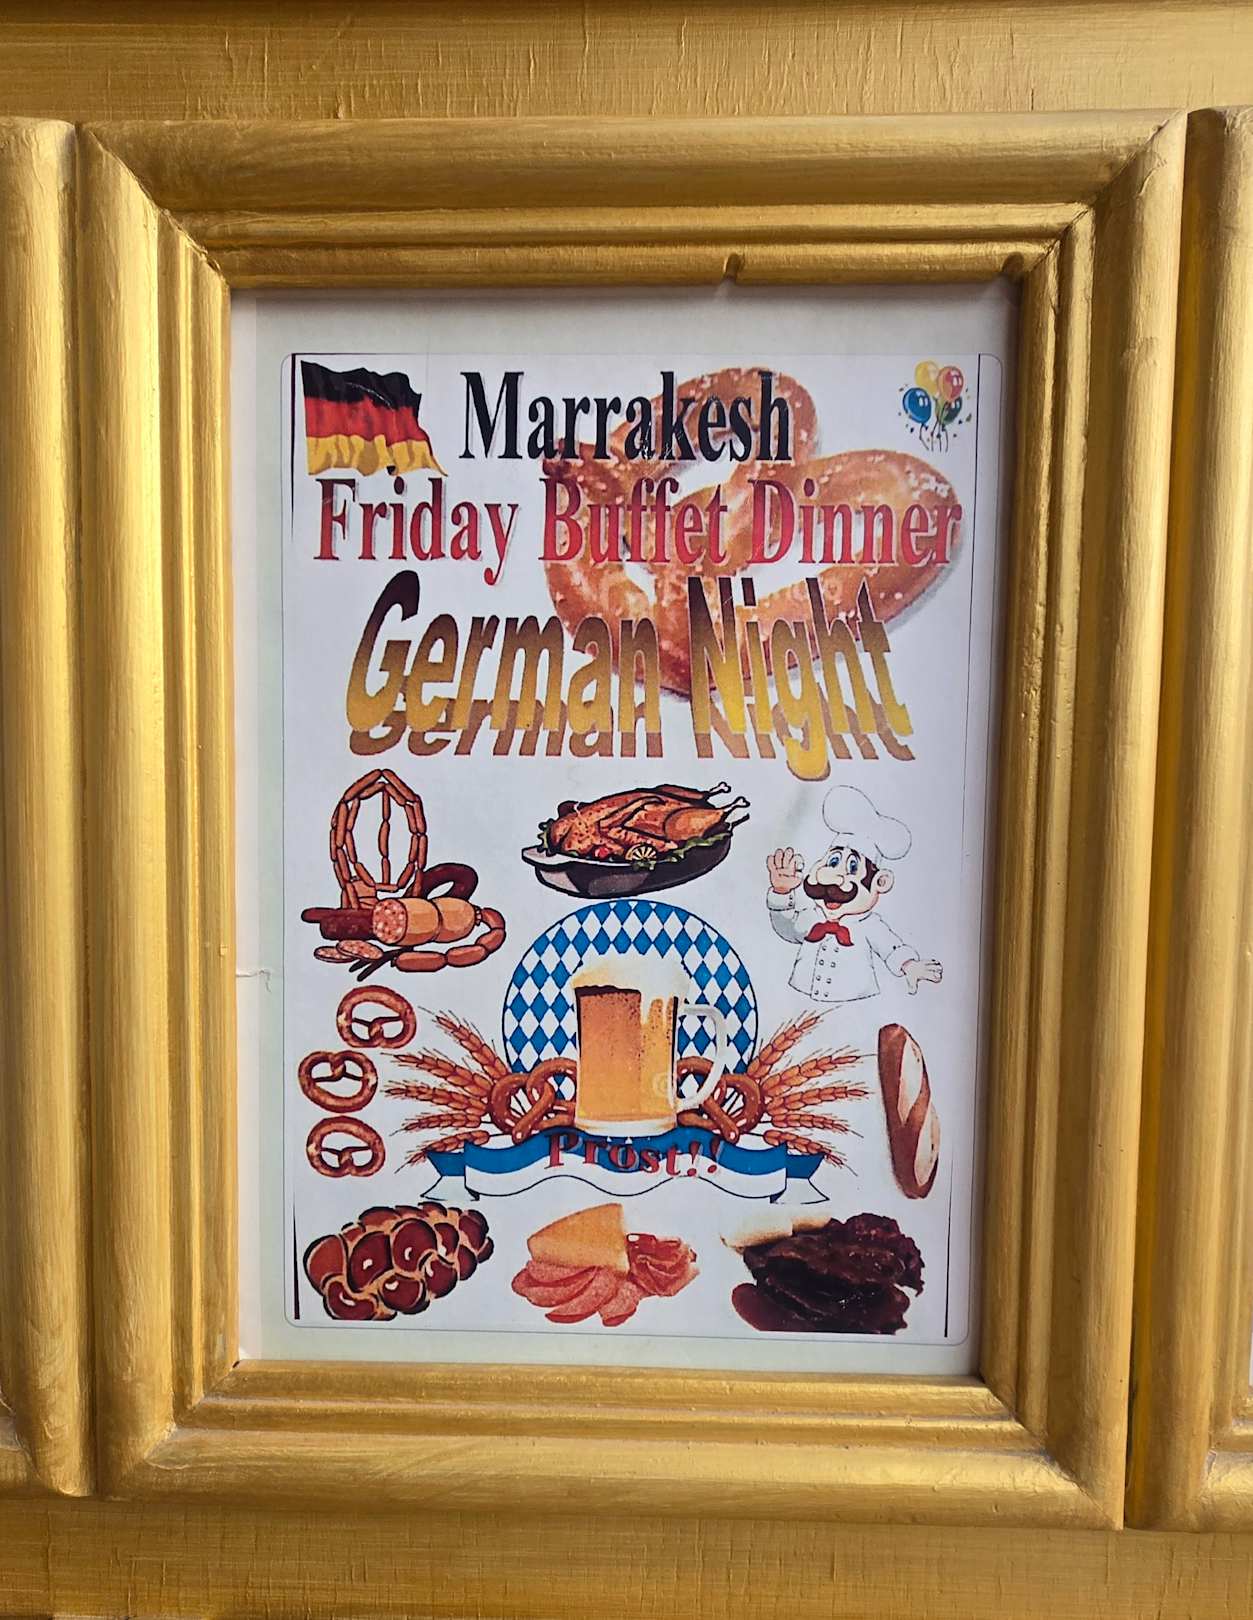 Marrakesh
Friday Buffet Dinner
German Night
Prost!!